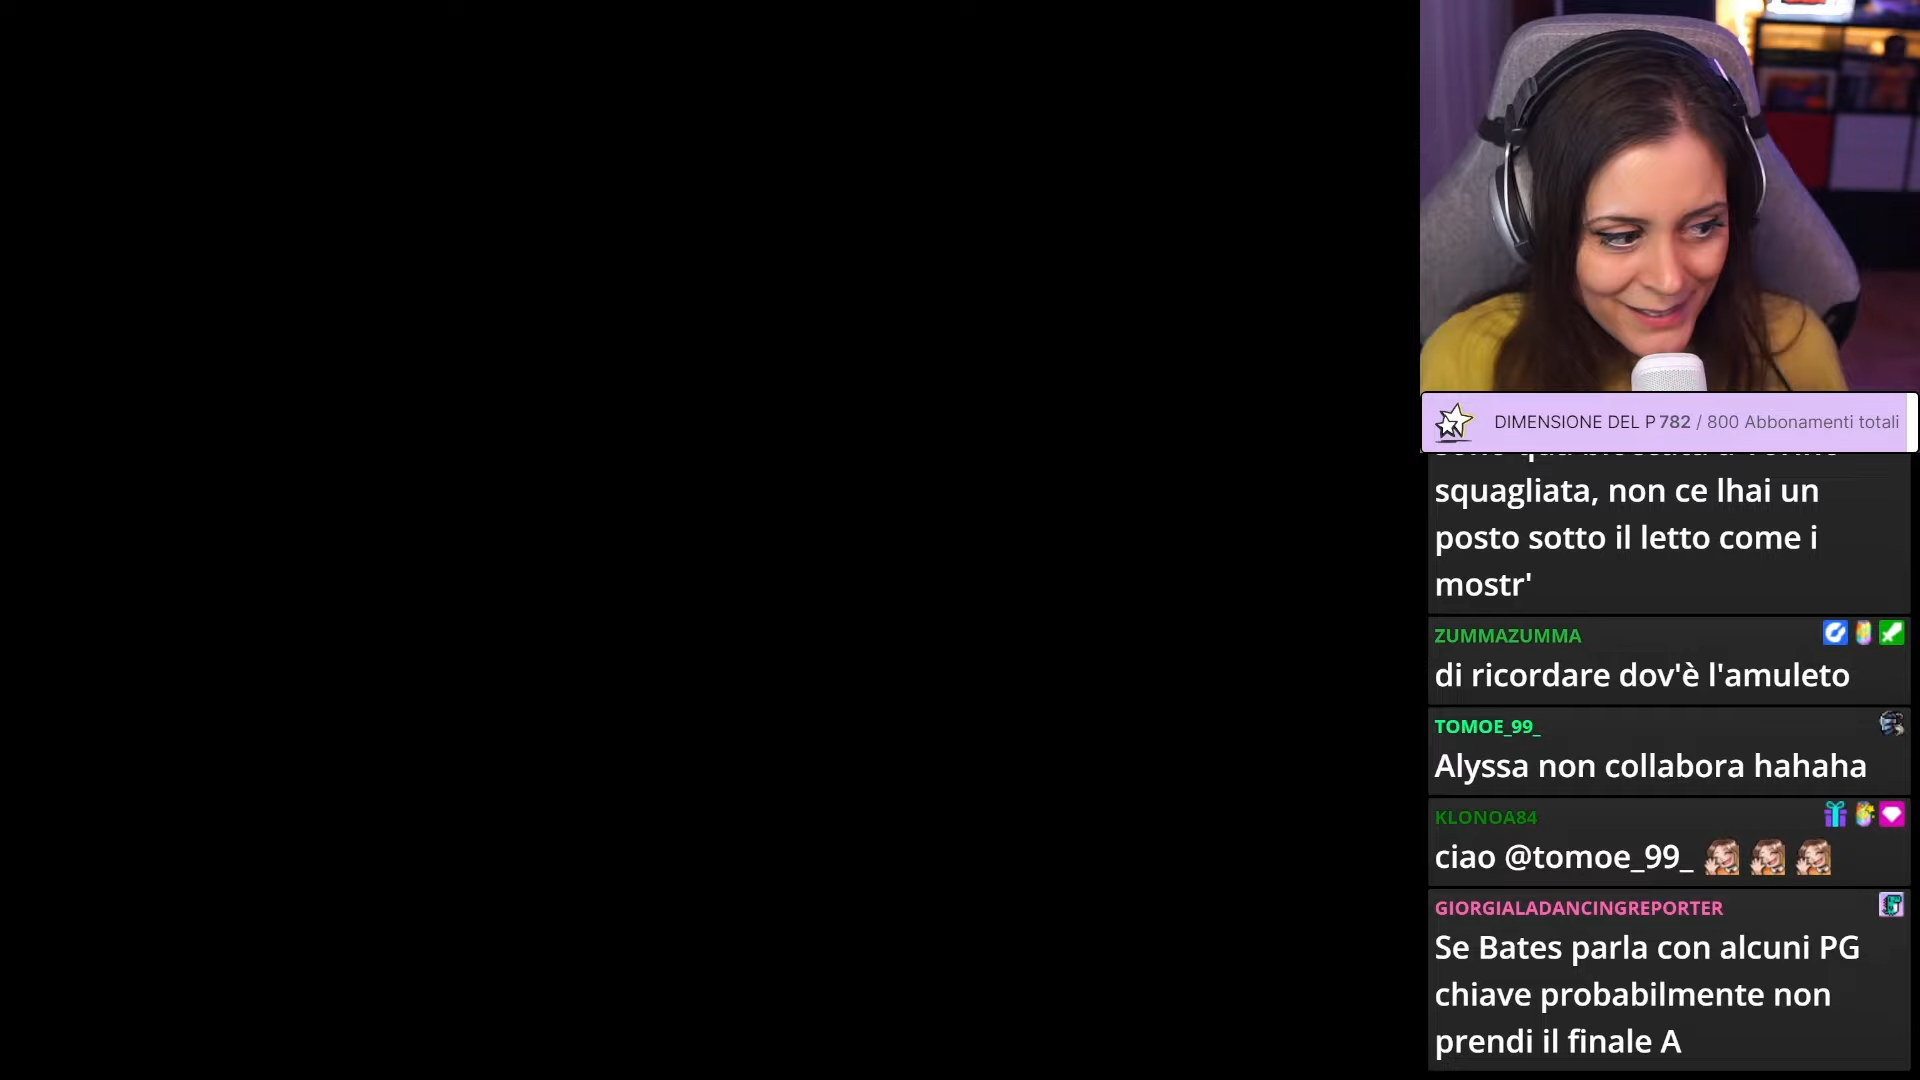 DIMENSIONE DEL P 782 / 800 Abbonamenti totali
squagliata, non ce lhai un
posto sotto il letto come i
mostr'
ZUMMAZUMMA
di ricordare dov'è l'amuleto
TOMOE_99_
Alyssa non collabora hahaha
KLONOA84
ciao @tomoe_99_
GIORGIALADANCINGREPORTER
Se Bates parla con alcuni PG
chiave probabilmente non
prendi il finale A